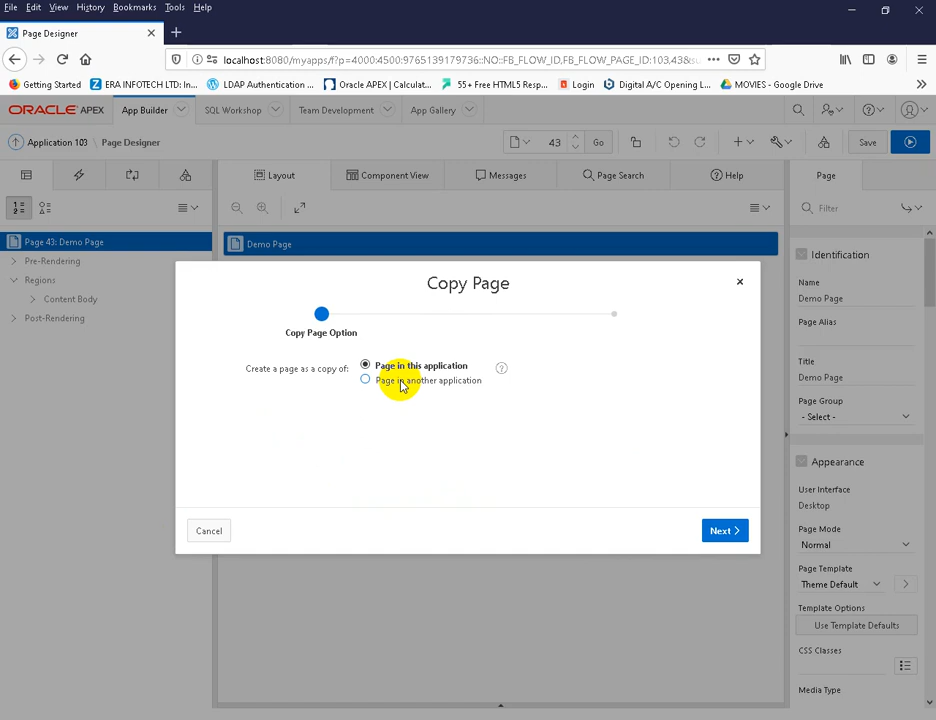 File Edit View History Bookmarks Tools Help
Page Designer
localhost:8080/myapps/f?p=4000:4500:9765139179736::NO::FB_FLOW_ID,FB_FLOW_PAGE_ID:103,43&
Getting Started ERA INFOTECH LTD: In... LDAP Authentication ... Oracle APEX | Calculat... 55+ Free HTML5 Resp... Login Digital A/C Opening L... MOVIES - Google Drive
ORACLE APEX App Builder SQL Workshop Team Development App Gallery
Application 103 Page Designer 43 Go Save
Layout Component View Messages Page Search Help Page
Filter
Page 43: Demo Page
Pre-Rendering
Regions
Content Body
Post-Rendering
Demo Page
Copy Page
Copy Page Option
Create a page as a copy of: Page in this application
Page in another application
Cancel Next
Identification
Name
Demo Page
Page Alias
Title
Demo Page
Page Group
- Select -
Appearance
User Interface
Desktop
Page Mode
Normal
Page Template
Theme Default
Template Options
Use Template Defaults
CSS Classes
Media Type